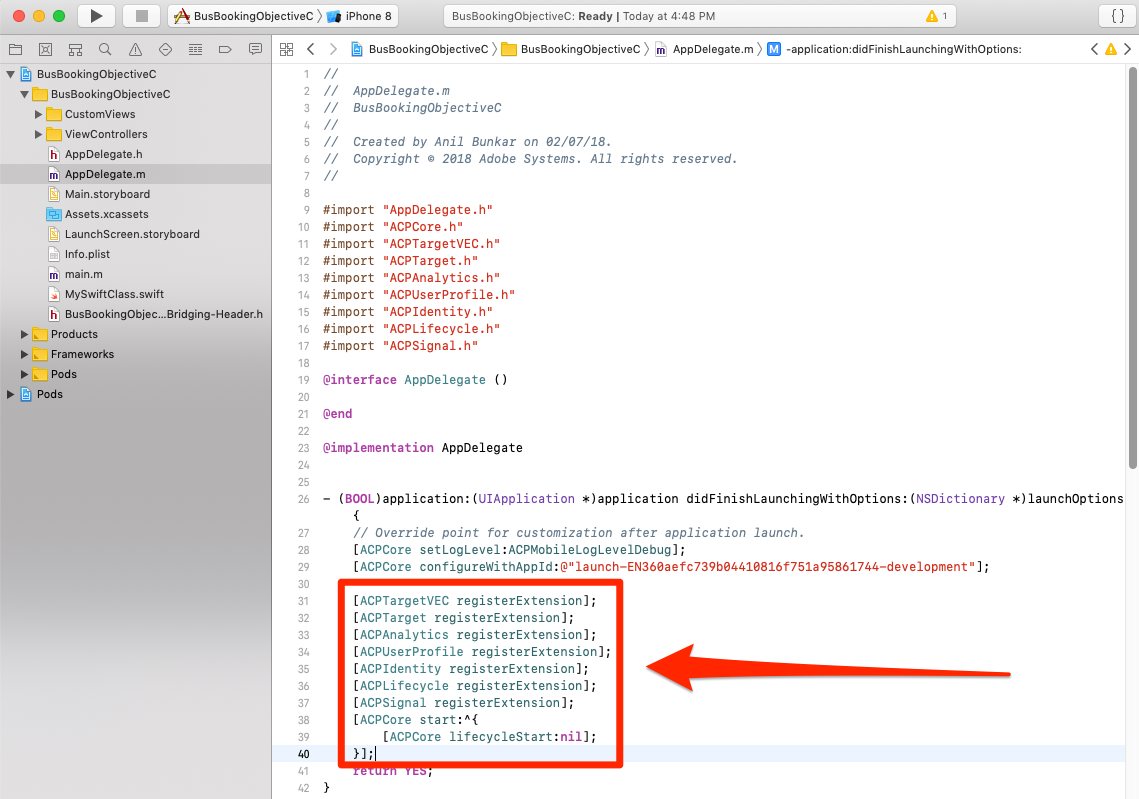 BusBookingObjectiveC 〉 iPhone 8
BusBookingObjectiveC: Ready | Today at 4:48 PM
1
{ }
BusBookingObjectiveC 〉 BusBookingObjectiveC 〉 AppDelegate.m 〉 M -application:didFinishLaunchingWithOptions:
BusBookingObjectiveC
BusBookingObjectiveC
CustomViews
ViewControllers
h AppDelegate.h
m AppDelegate.m
Main.storyboard
Assets.xcassets
LaunchScreen.storyboard
Info.plist
m main.m
MySwiftClass.swift
h BusBookingObjec...Bridging-Header.h
Products
Frameworks
Pods
Pods
1 //
2 //  AppDelegate.m
3 //  BusBookingObjectiveC
4 //
5 //  Created by Anil Bunkar on 02/07/18.
6 //  Copyright © 2018 Adobe Systems. All rights reserved.
7 //
8
9 #import "AppDelegate.h"
10 #import "ACPCore.h"
11 #import "ACPTargetVEC.h"
12 #import "ACPTarget.h"
13 #import "ACPAnalytics.h"
14 #import "ACPUserProfile.h"
15 #import "ACPIdentity.h"
16 #import "ACPLifecycle.h"
17 #import "ACPSignal.h"
18
19 @interface AppDelegate ()
20
21 @end
22
23 @implementation AppDelegate
24
25
26 - (BOOL)application:(UIApplication *)application didFinishLaunchingWithOptions:(NSDictionary *)launchOptions
{
27 // Override point for customization after application launch.
28 [ACPCore setLogLevel:ACPMobileLogLevelDebug];
29 [ACPCore configureWithAppId:@"launch-EN360aefc739b04410816f751a95861744-development"];
30
31 [ACPTargetVEC registerExtension];
32 [ACPTarget registerExtension];
33 [ACPAnalytics registerExtension];
34 [ACPUserProfile registerExtension];
35 [ACPIdentity registerExtension];
36 [ACPLifecycle registerExtension];
37 [ACPSignal registerExtension];
38 [ACPCore start:^{
39 [ACPCore lifecycleStart:nil];
40 }];
41 return YES;
42 }